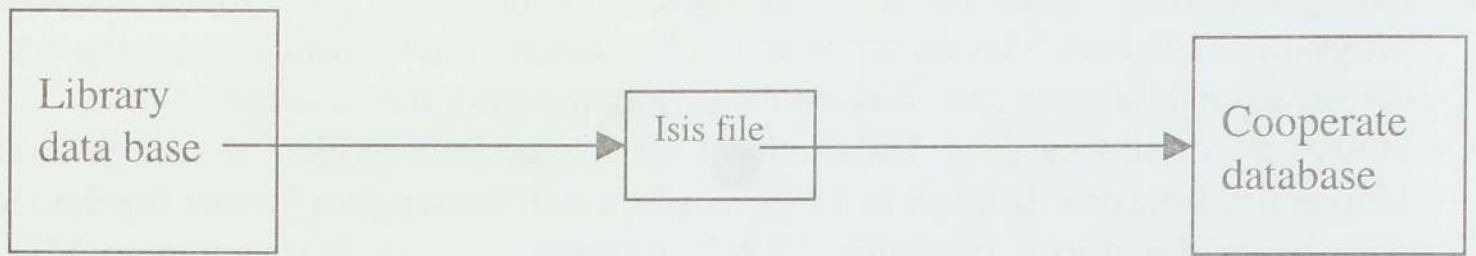 Library
data base
Isis file
Cooperate
database